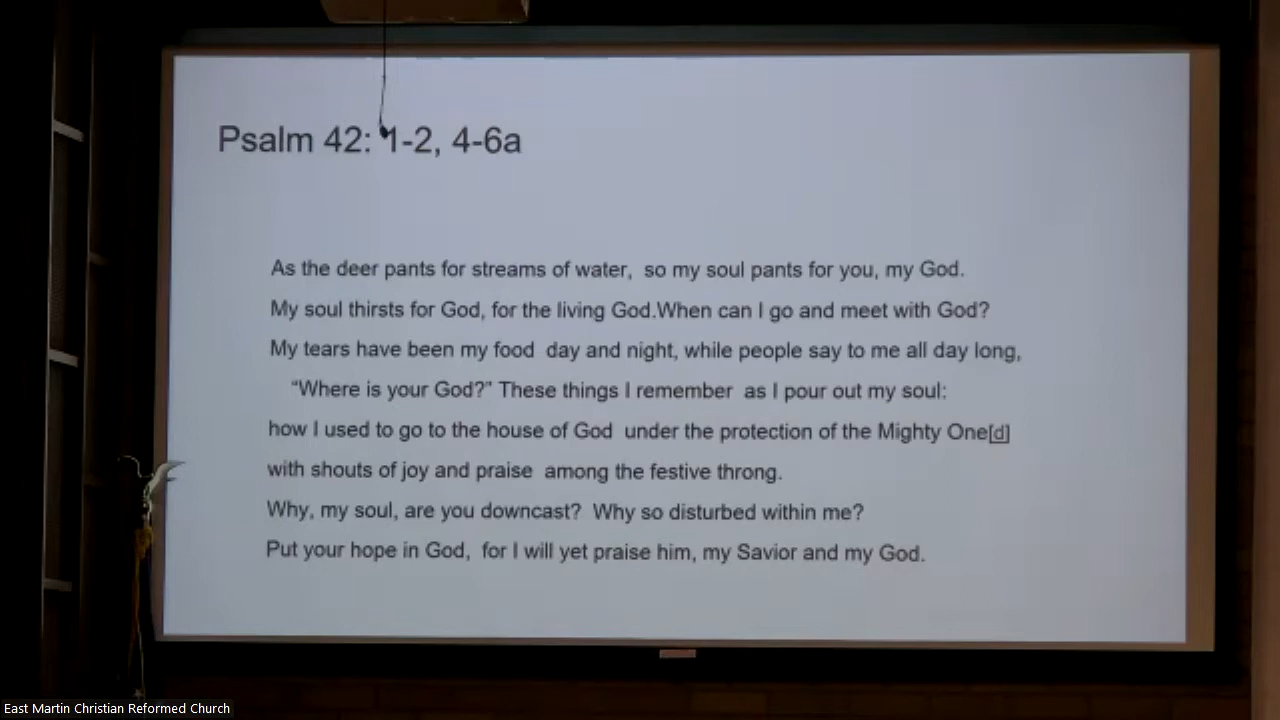 Psalm 42: 1-2, 4-6a
As the deer pants for streams of water,  so my soul pants for you, my God.
My soul thirsts for God, for the living God.When can I go and meet with God?
My tears have been my food  day and night, while people say to me all day long,
“Where is your God?” These things I remember  as I pour out my soul:
how I used to go to the house of God  under the protection of the Mighty One[d]
with shouts of joy and praise  among the festive throng.
Why, my soul, are you downcast?  Why so disturbed within me?
Put your hope in God,  for I will yet praise him, my Savior and my God.
East Martin Christian Reformed Church